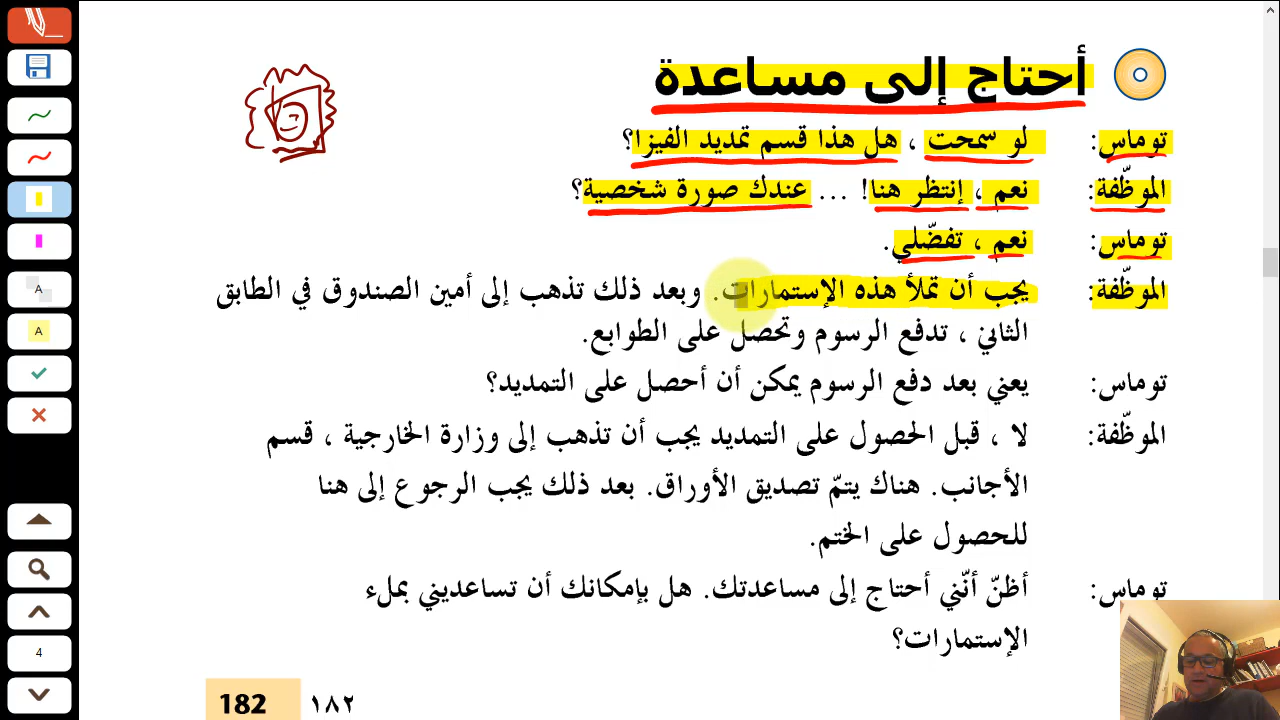 أحتاج إلى مساعدة
توماس: لو سمحت ، هل هذا قسم تمديد الفيزا؟
الموظّفة: نعم ، إنتظر هنا! ... عندك صورة شخصية؟
توماس: نعم ، تفضّلي.
الموظّفة: يجب أن تملأ هذه الإستمارات. وبعد ذلك تذهب إلى أمين الصندوق في الطابق
الثاني ، تدفع الرسوم وتحصل على الطوابع.
توماس: يعني بعد دفع الرسوم يمكن أن أحصل على التمديد؟
الموظّفة: لا ، قبل الحصول على التمديد يجب أن تذهب إلى وزارة الخارجية ، قسم
الأجانب. هناك يتمّ تصديق الأوراق. بعد ذلك يجب الرجوع إلى هنا
للحصول على الختم.
توماس: أظنّ أنّني أحتاج إلى مساعدتك. هل بإمكانك أن تساعديني بملء
الإستمارات؟
182 ١٨٢
A
A
4